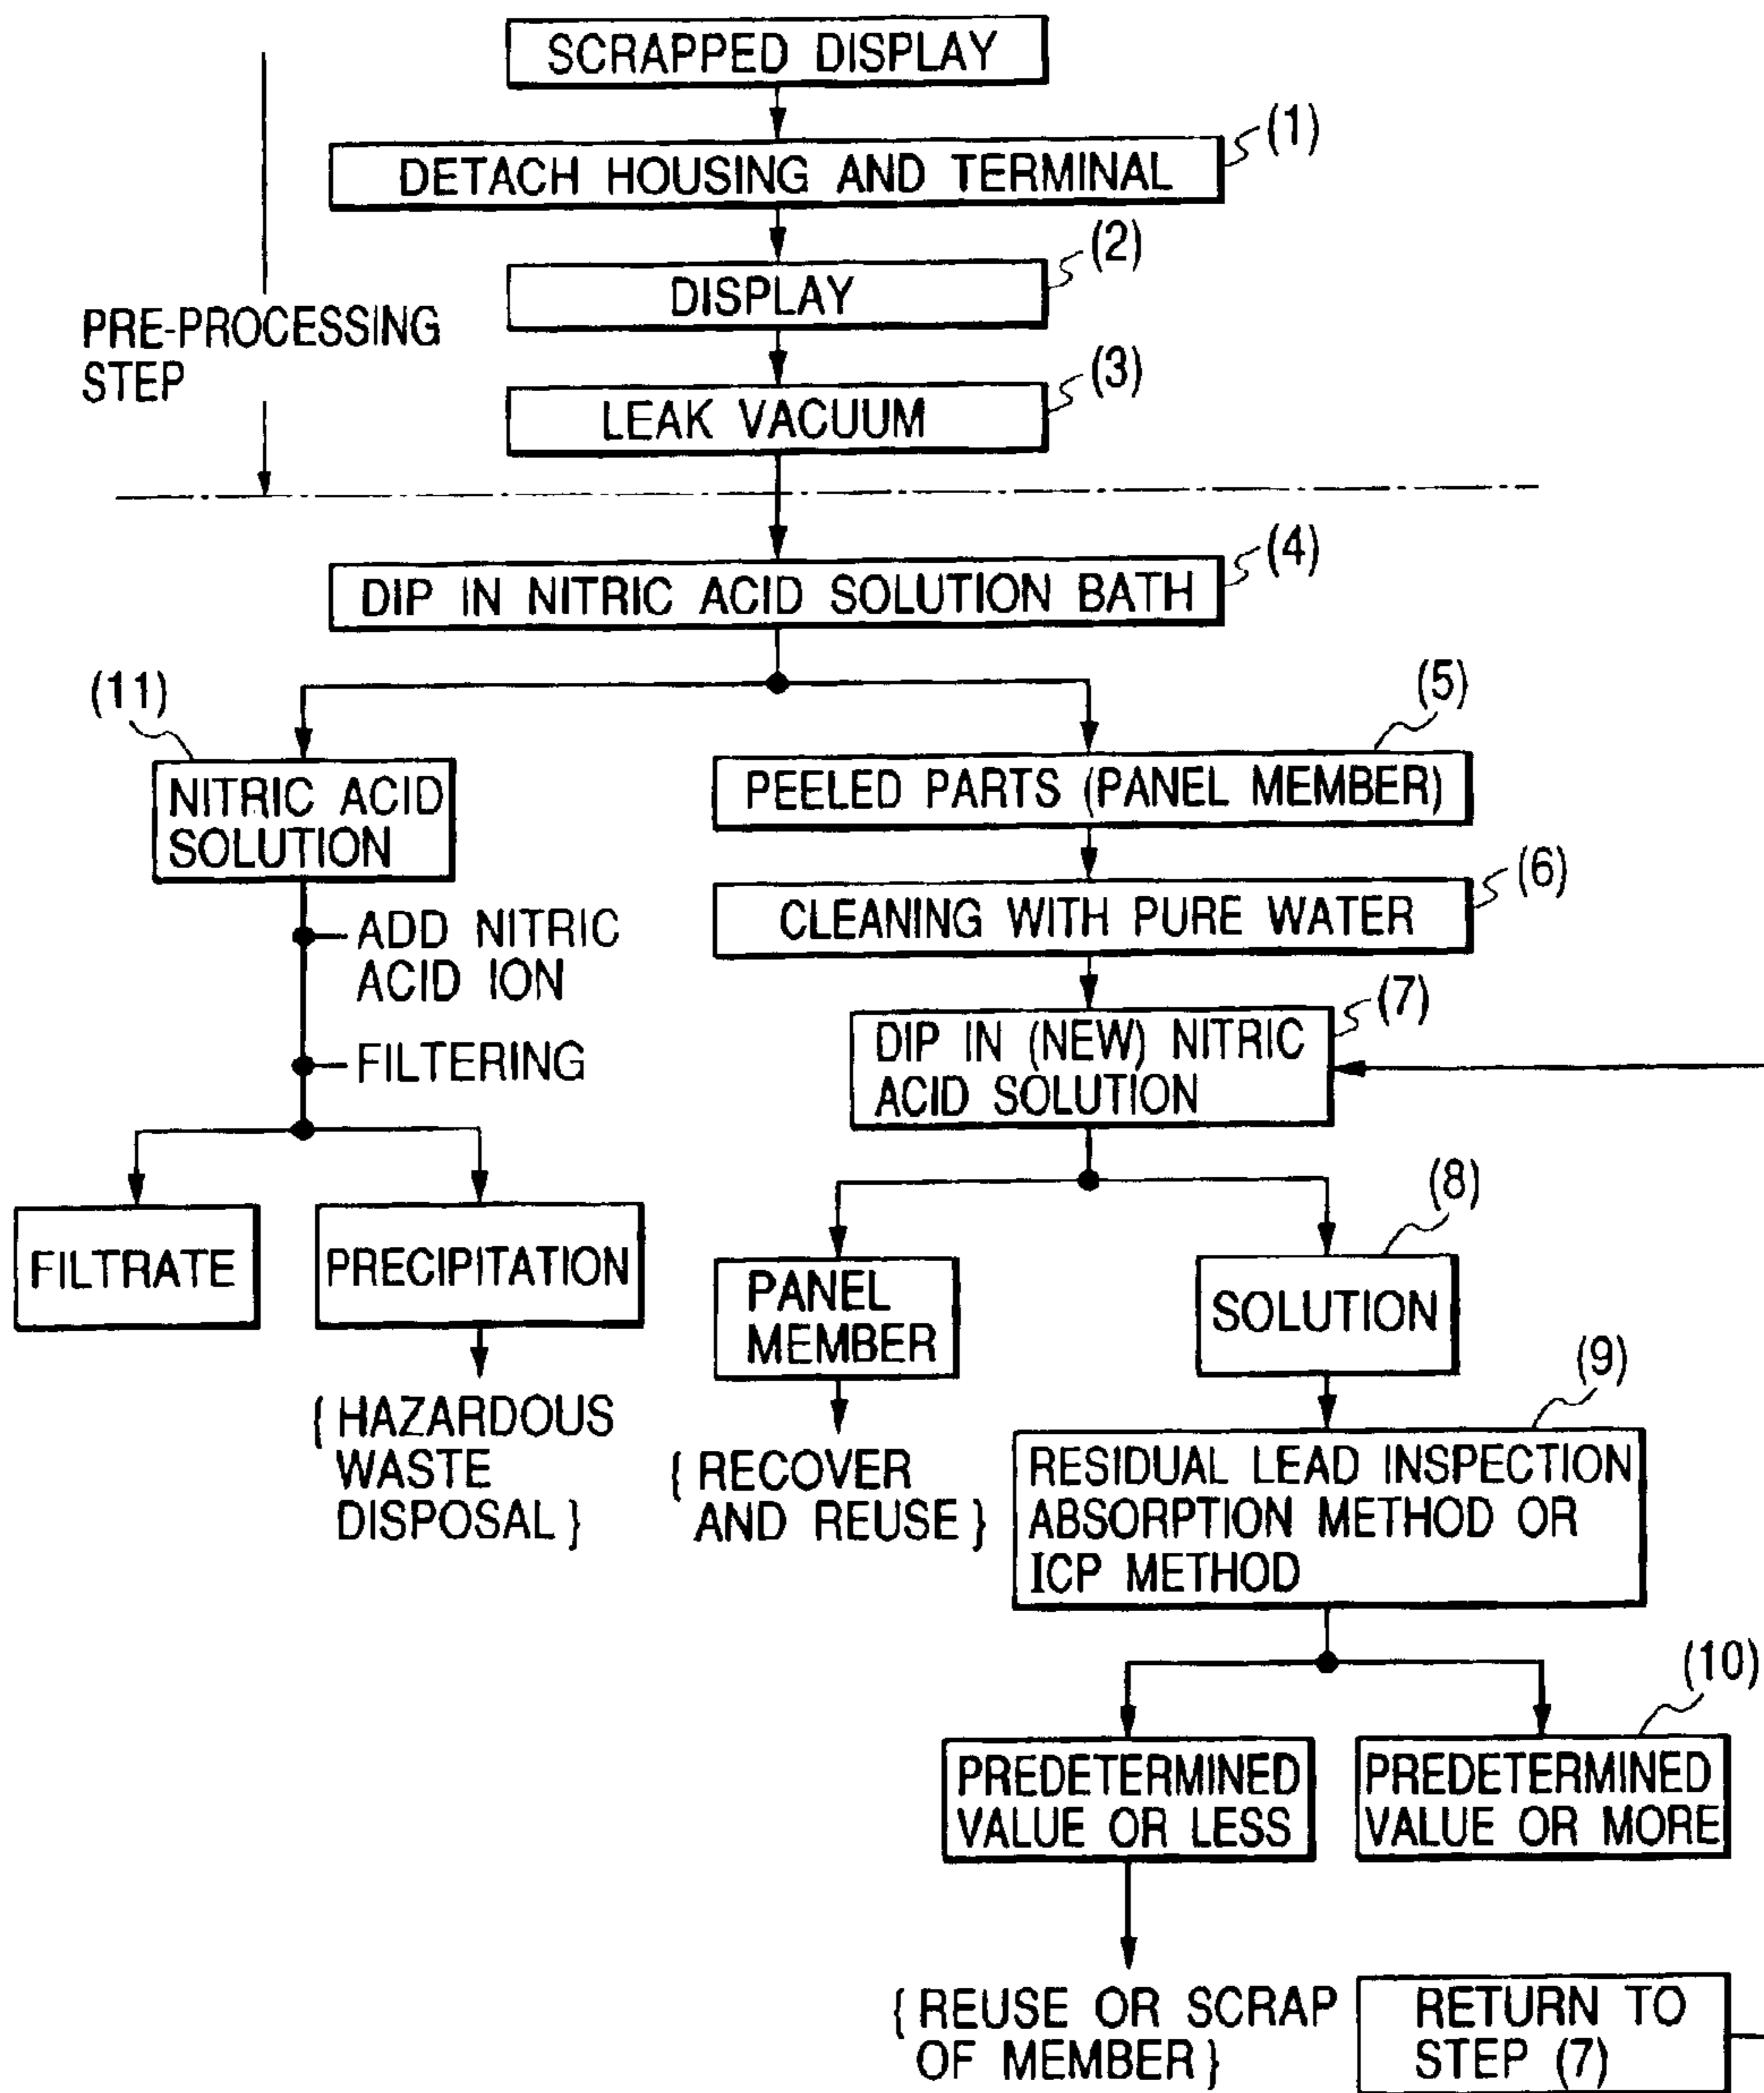 SCRAPPED DISPLAY
(1)
DETACH HOUSING AND TERMINAL
(2)
DISPLAY
PRE-PROCESSING
STEP
(3)
LEAK VACUUM
(4)
DIP IN NITRIC ACID SOLUTION BATH
(11)
NITRIC ACID
SOLUTION
ADD NITRIC
ACID ION
FILTERING
FILTRATE
PRECIPITATION
{HAZARDOUS
WASTE
DISPOSAL}
(5)
PEELED PARTS (PANEL MEMBER)
(6)
CLEANING WITH PURE WATER
(7)
DIP IN (NEW) NITRIC
ACID SOLUTION
PANEL
MEMBER
{RECOVER
AND REUSE}
(8)
SOLUTION
(9)
RESIDUAL LEAD INSPECTION
ABSORPTION METHOD OR
ICP METHOD
PREDETERMINED
VALUE OR LESS
{REUSE OR SCRAP
OF MEMBER}
(10)
PREDETERMINED
VALUE OR MORE
RETURN TO
STEP (7)